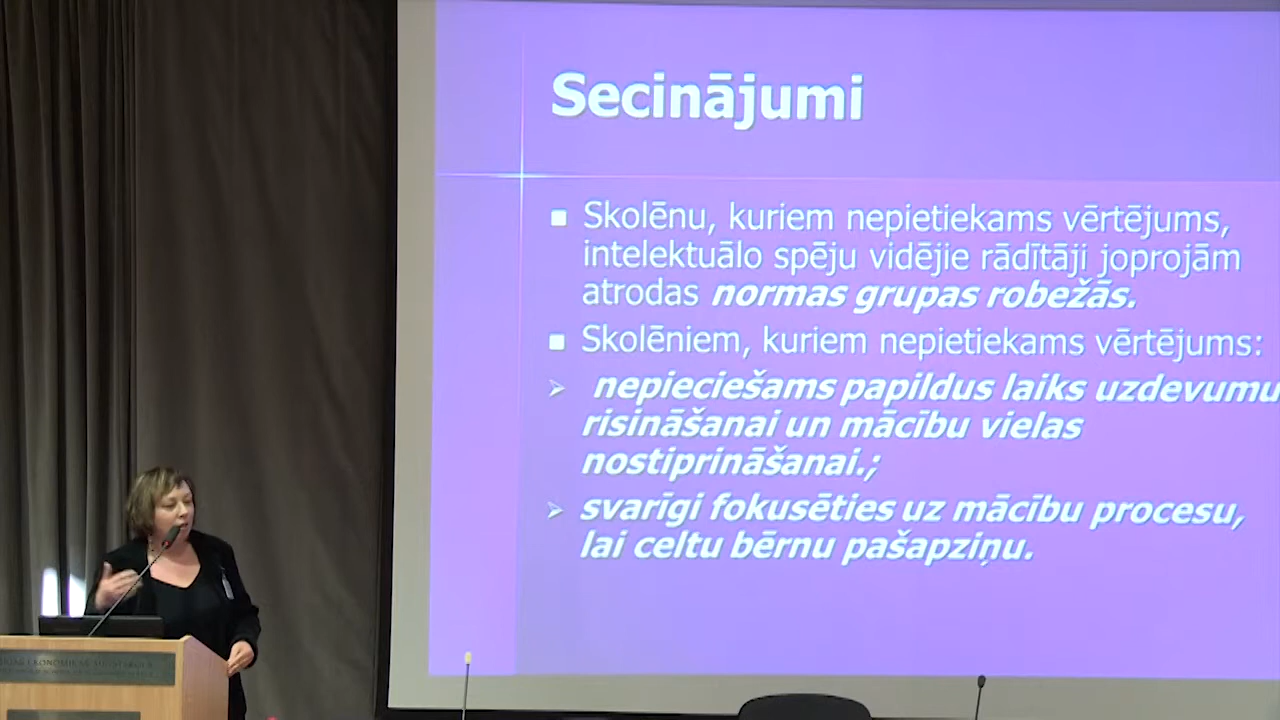 Secinājumi
Skolēnu, kuriem nepietiekams vērtējums,
intelektuālo spēju vidējie rādītāji joprojām
atrodas normas grupas robežās.
Skolēniem, kuriem nepietiekams vērtējums:
nepieciešams papildus laiks uzdevumu
risināšanai un mācību vielas
nostiprināšanai.;
svarīgi fokusēties uz mācību procesu,
lai celtu bērnu pašapziņu.